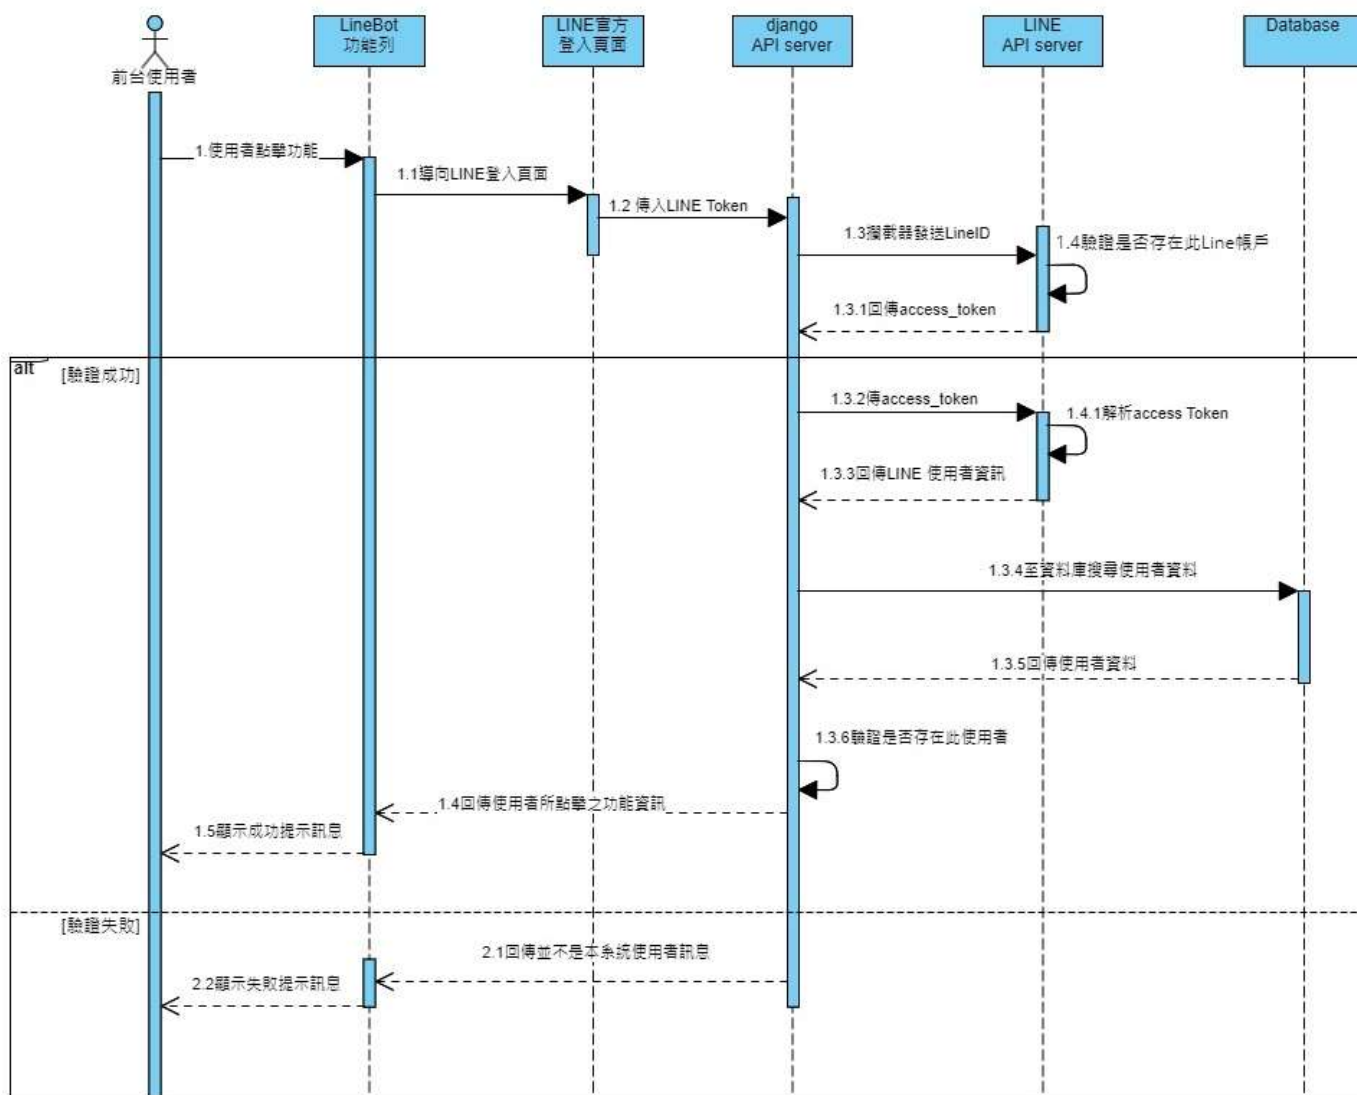 LineBot
功能列
LINE官方
登入頁面
django
API server
LINE
API server
Database
前台使用者
1.使用者點擊功能
1.1導向LINE登入頁面
1.2 傳入LINE Token
1.3攔截器發送LineID
1.4驗證是否存在此Line帳戶
1.3.1回傳access_token
alt
[驗證成功]
1.3.2傳access_token
1.4.1解析access Token
1.3.3回傳LINE 使用者資訊
1.3.4至資料庫搜尋使用者資料
1.3.5回傳使用者資料
1.3.6驗證是否存在此使用者
1.4回傳使用者所點擊之功能資訊
1.5顯示成功提示訊息
[驗證失敗]
2.1回傳並不是本系統使用者訊息
2.2顯示失敗提示訊息